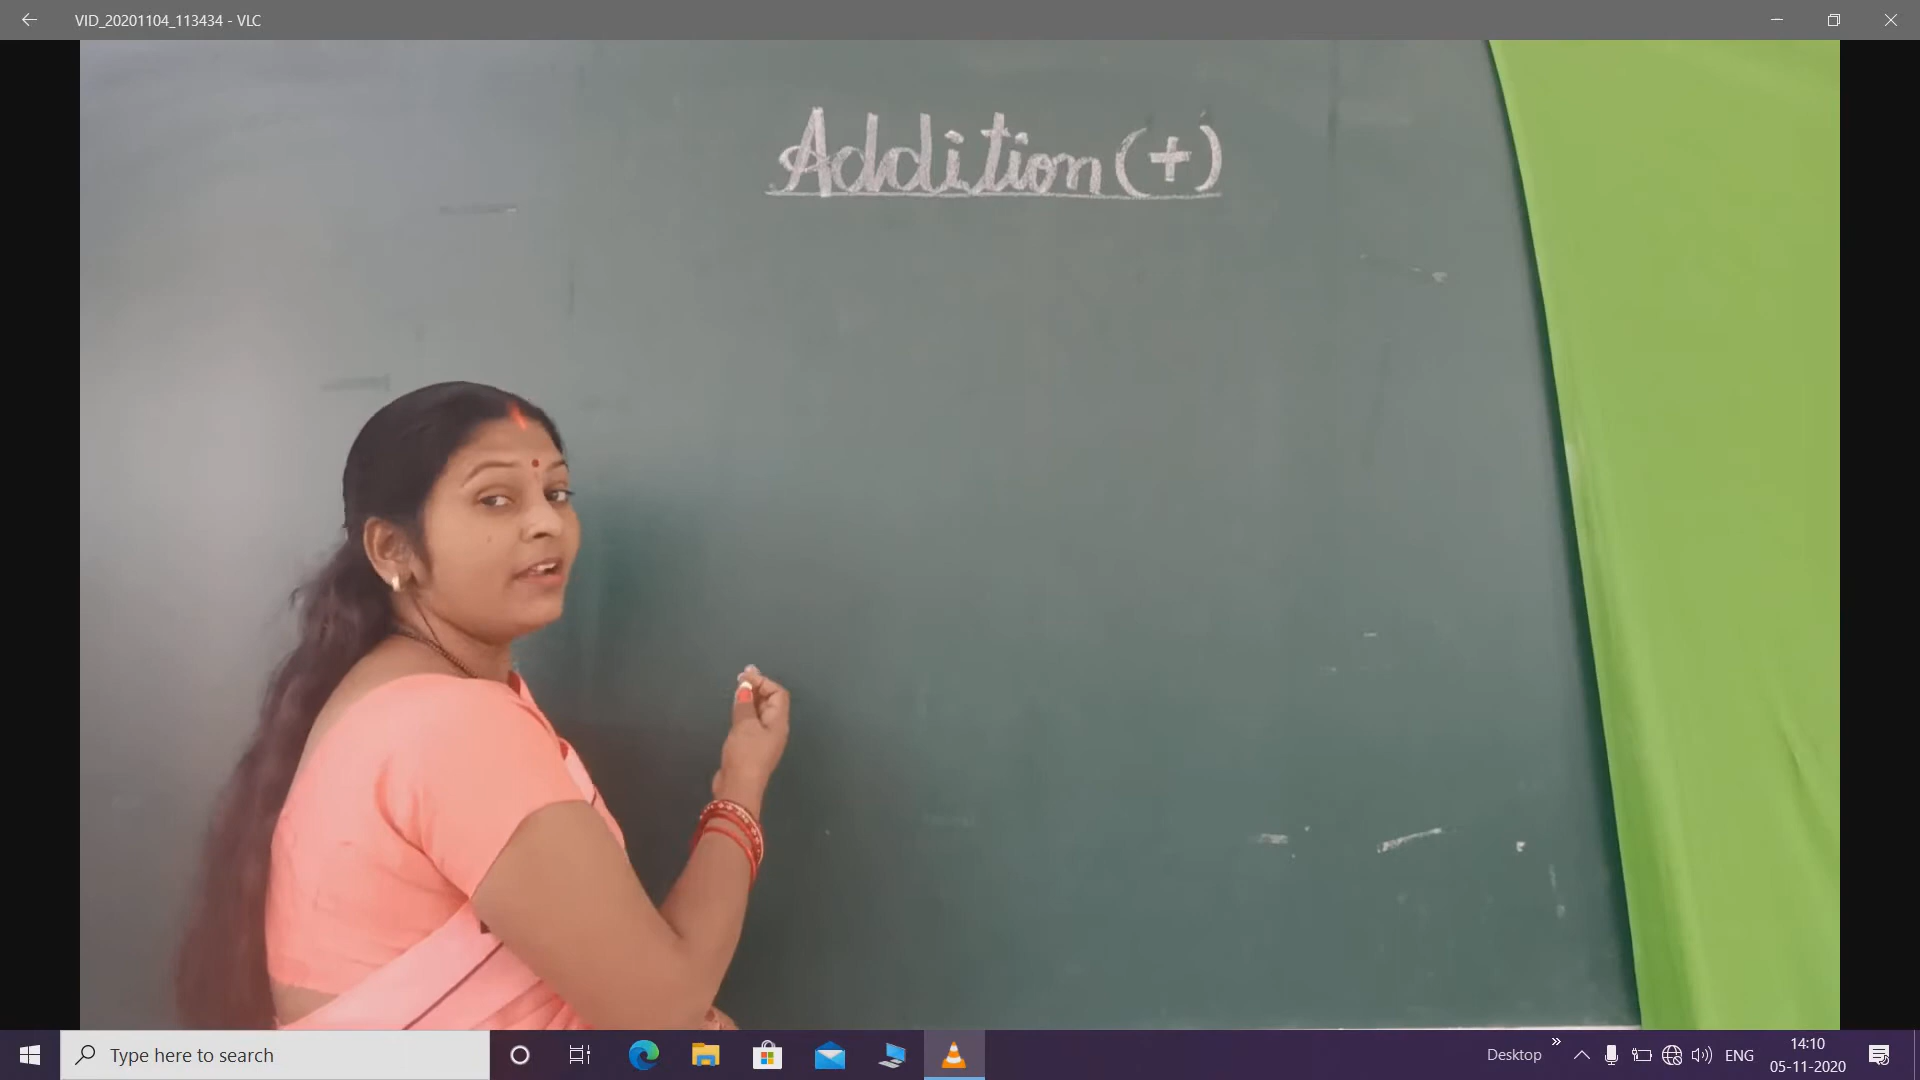 VID_20201104_113434 - VLC
Addition (+)
Type here to search
Desktop
ENG
14:10
05-11-2020